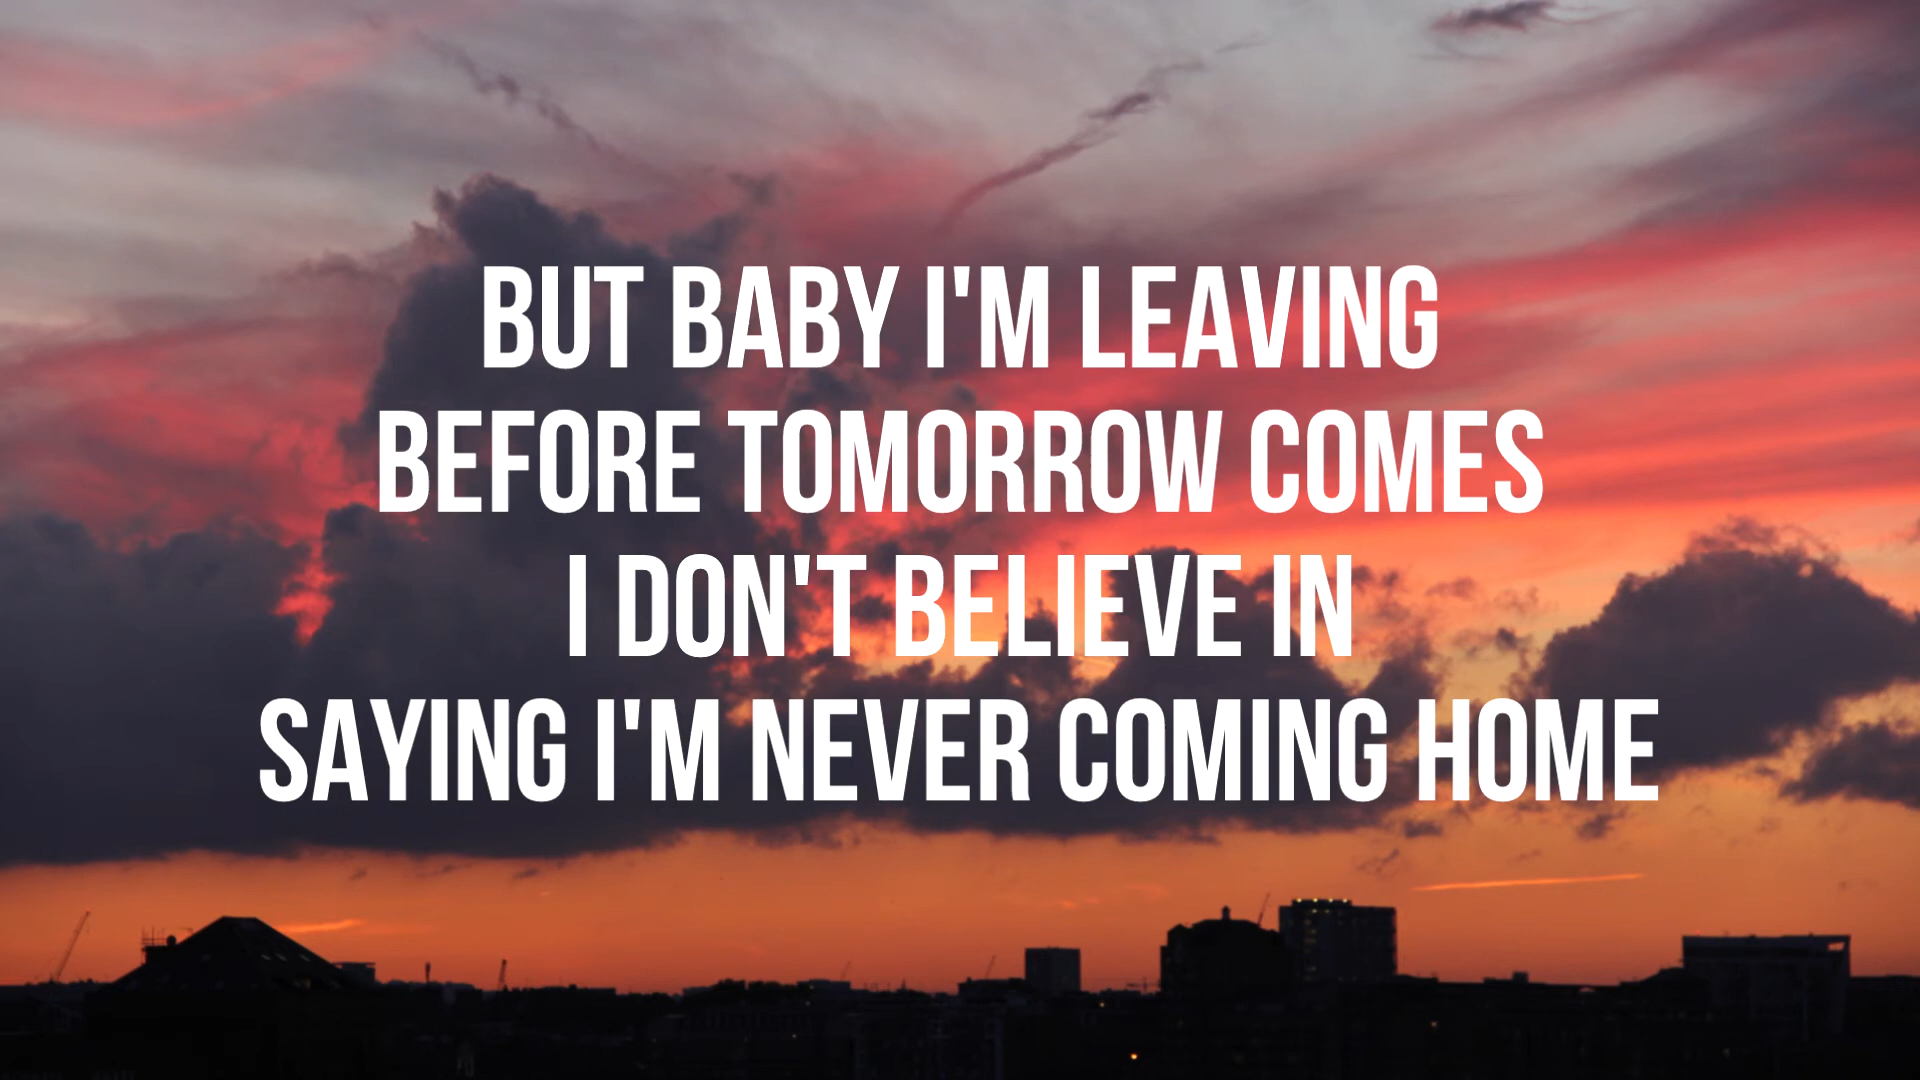 BUT BABY I'M LEAVING
BEFORE TOMORROW COMES
I DON'T BELIEVE IN
SAYING I'M NEVER COMING HOME